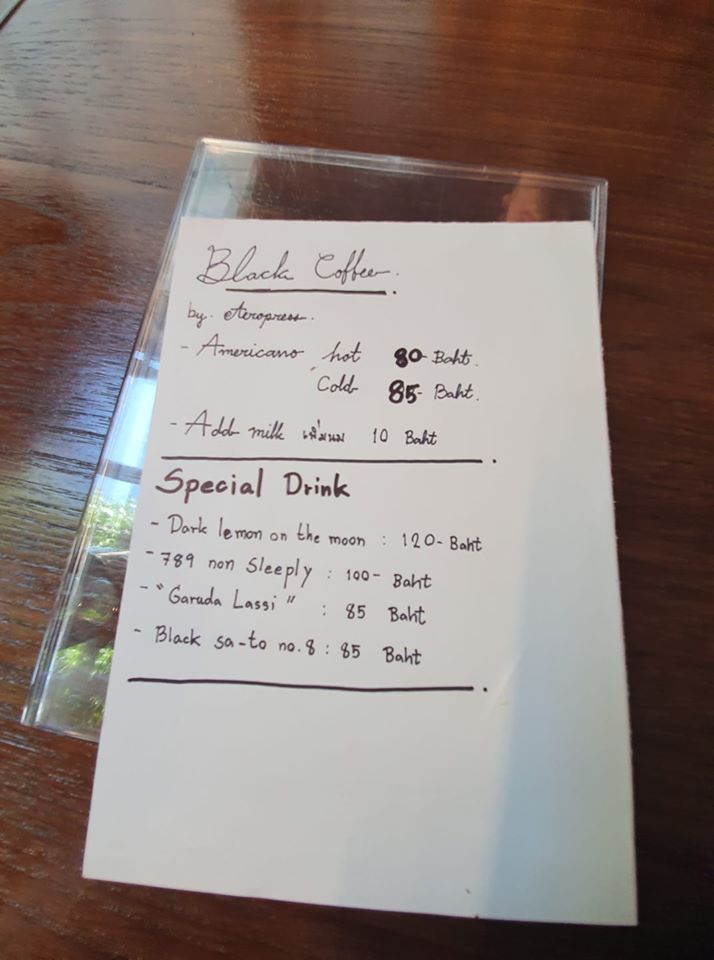 Black Coffee.
by. Aeropress.
- Americano hot 80- Baht.
Cold 85- Baht.
- Add milk เพิ่มนม 10 Baht
Special Drink
- Dark lemon on the moon : 120- Baht
- 789 non Sleeply : 100- Baht
- "Garuda Lassi" : 85 Baht
- Black sa-to no.8 : 85 Baht